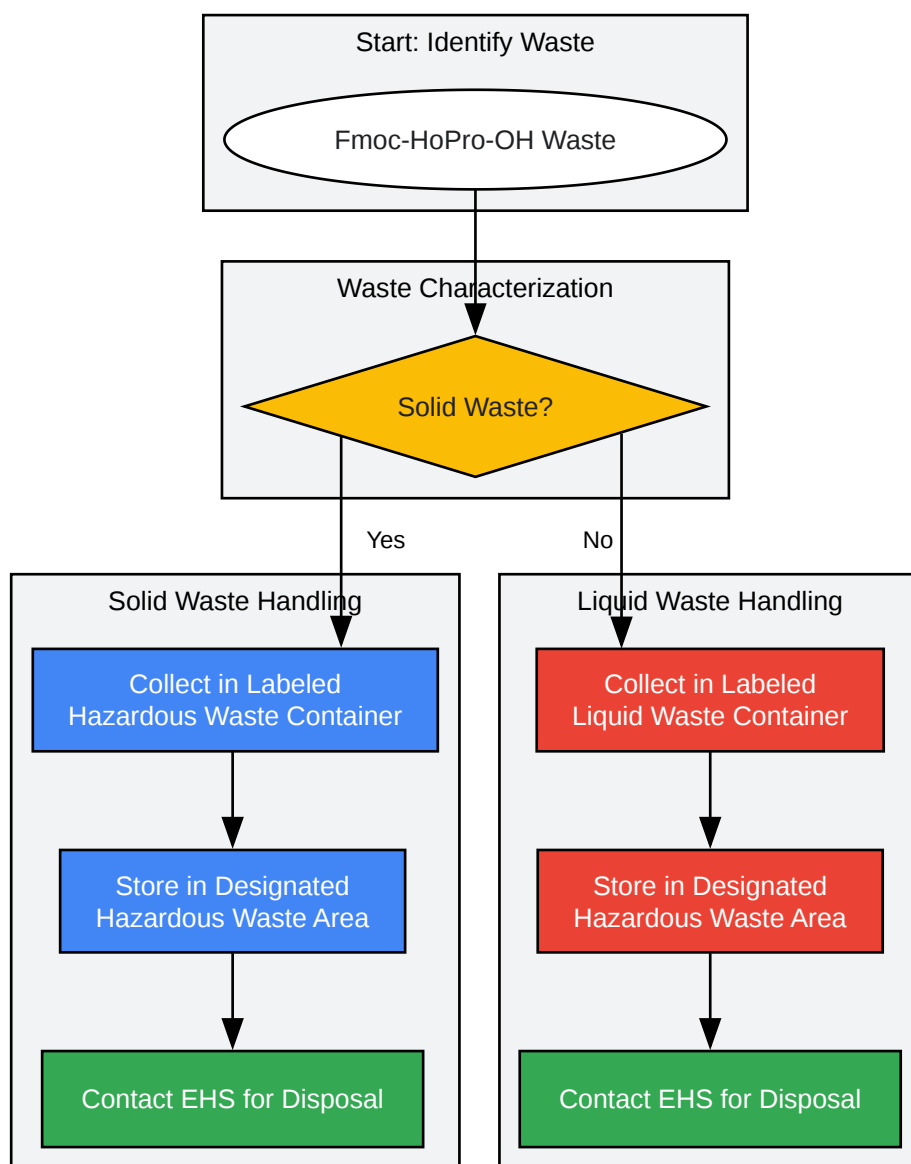 Start: Identify Waste
Fmoc-HoPro-OH Waste
Waste Characterization
Solid Waste?
Yes
No
Solid Waste Handling
Collect in Labeled
Hazardous Waste Container
Store in Designated
Hazardous Waste Area
Contact EHS for Disposal
Liquid Waste Handling
Collect in Labeled
Liquid Waste Container
Store in Designated
Hazardous Waste Area
Contact EHS for Disposal